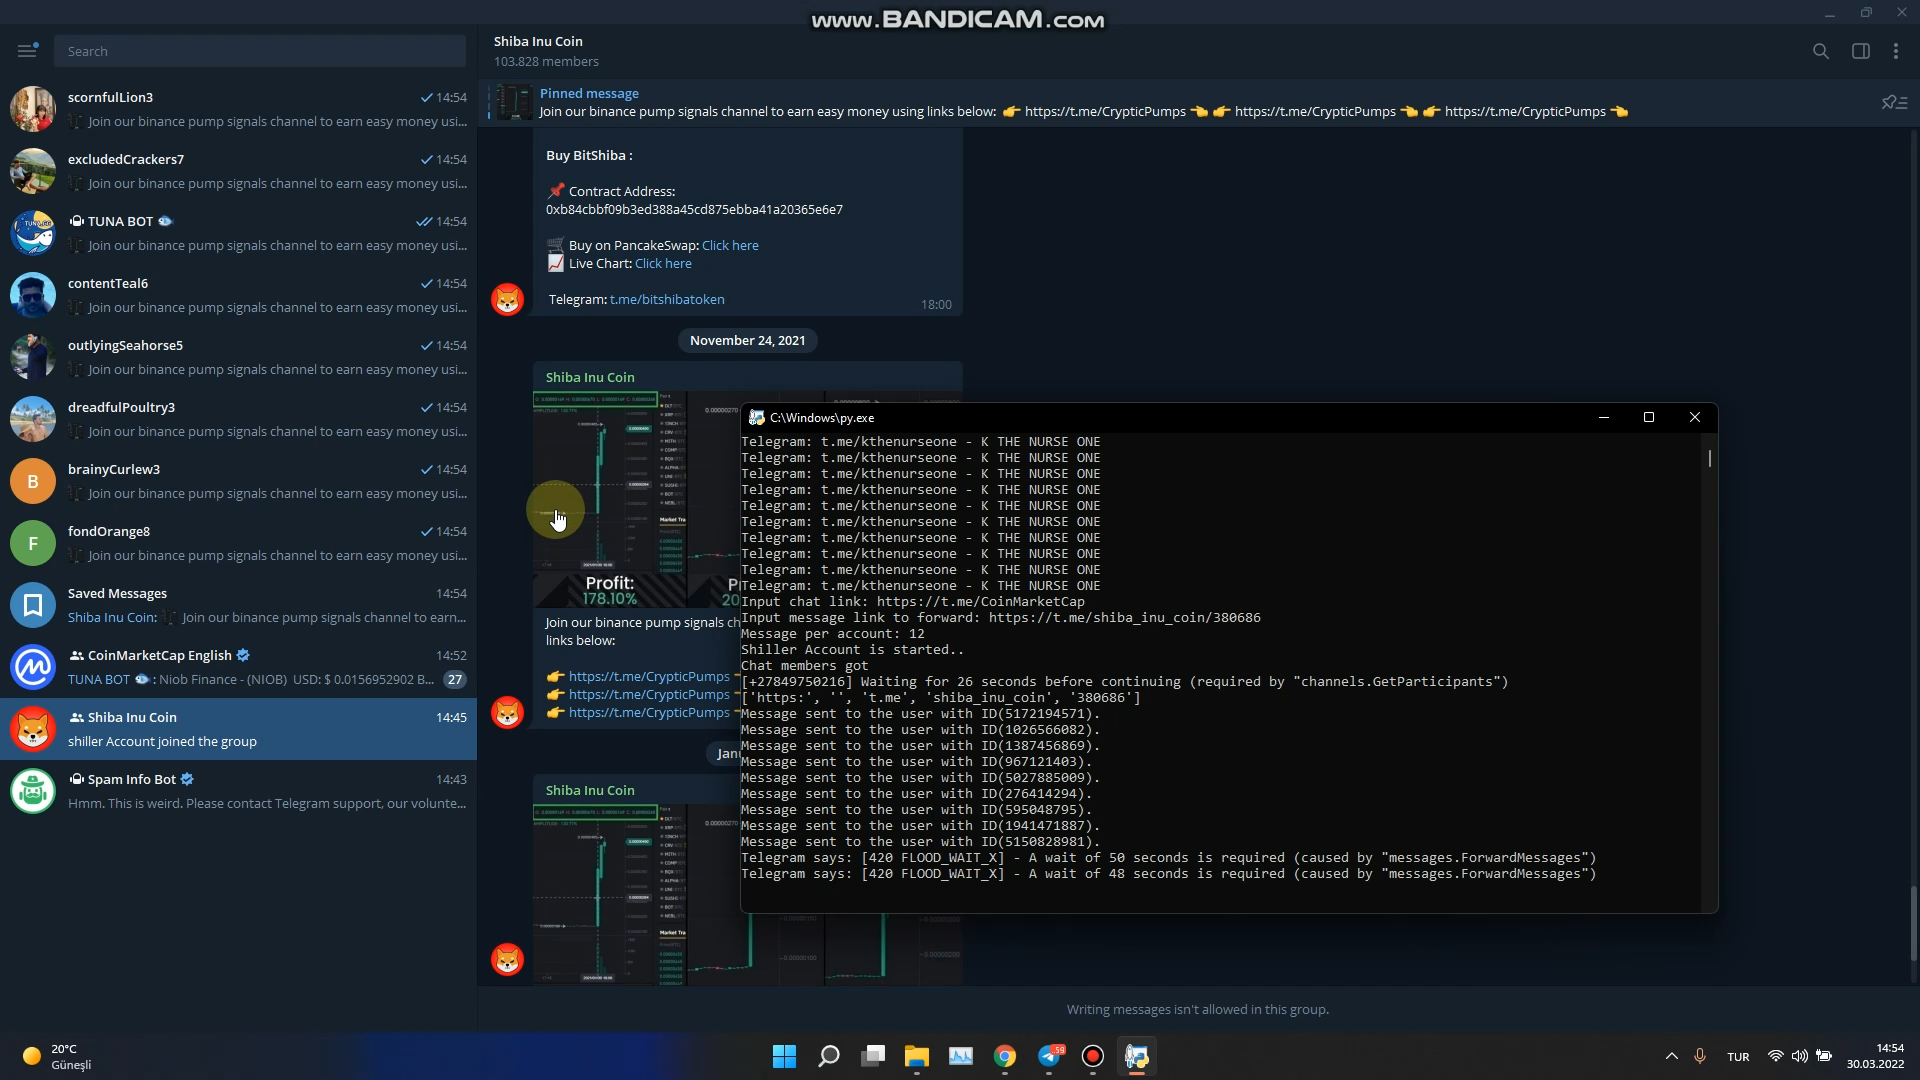 www.BANDICAM.com
Search
scornfulLion3
14:54
Join our binance pump signals channel to earn easy money usi...
excludedCrackers7
14:54
Join our binance pump signals channel to earn easy money usi...
TUNA BOT 🐟
14:54
Join our binance pump signals channel to earn easy money usi...
contentTeal6
14:54
Join our binance pump signals channel to earn easy money usi...
outlyingSeahorse5
14:54
Join our binance pump signals channel to earn easy money usi...
dreadfulPoultry3
14:54
Join our binance pump signals channel to earn easy money usi...
B
brainyCurlew3
14:54
Join our binance pump signals channel to earn easy money usi...
F
fondOrange8
14:54
Join our binance pump signals channel to earn easy money usi...
Saved Messages
14:54
Shiba Inu Coin: Join our binance pump signals channel to earn...
CoinMarketCap English
14:52
TUNA BOT 🐟: Niob Finance - (NIOB) USD: $ 0.0156952902 B...
27
Shiba Inu Coin
14:45
shiller Account joined the group
Spam Info Bot
14:43
Hmm. This is weird. Please contact Telegram support, our volunte...
Shiba Inu Coin
103.828 members
Pinned message
Join our binance pump signals channel to earn easy money using links below: 👉 https://t.me/CrypticPumps 👈 👉 https://t.me/CrypticPumps 👈 👉 https://t.me/CrypticPumps 👈
Buy BitShiba :
📌 Contract Address:
0xb84cbbf09b3ed388a45cd875ebba41a20365e6e7
🛒 Buy on PancakeSwap: Click here
📈 Live Chart: Click here
Telegram: t.me/bitshibatoken
18:00
November 24, 2021
Shiba Inu Coin
Profit:
178.10%
Join our binance pump signals ch
links below:
👉 https://t.me/CrypticPumps
👉 https://t.me/CrypticPumps
👉 https://t.me/CrypticPumps
Janu
Shiba Inu Coin
Writing messages isn't allowed in this group.
C:\Windows\py.exe
Telegram: t.me/kthenurseone - K THE NURSE ONE
Telegram: t.me/kthenurseone - K THE NURSE ONE
Telegram: t.me/kthenurseone - K THE NURSE ONE
Telegram: t.me/kthenurseone - K THE NURSE ONE
Telegram: t.me/kthenurseone - K THE NURSE ONE
Telegram: t.me/kthenurseone - K THE NURSE ONE
Telegram: t.me/kthenurseone - K THE NURSE ONE
Telegram: t.me/kthenurseone - K THE NURSE ONE
Telegram: t.me/kthenurseone - K THE NURSE ONE
Telegram: t.me/kthenurseone - K THE NURSE ONE
Input chat link: https://t.me/CoinMarketCap
Input message link to forward: https://t.me/shiba_inu_coin/380686
Message per account: 12
Shiller Account is started..
Chat members got
[+27849750216] Waiting for 26 seconds before continuing (required by "channels.GetParticipants")
['https:', '', 't.me', 'shiba_inu_coin', '380686']
Message sent to the user with ID(5172194571).
Message sent to the user with ID(1026566082).
Message sent to the user with ID(1387456869).
Message sent to the user with ID(967121403).
Message sent to the user with ID(5027885009).
Message sent to the user with ID(276414294).
Message sent to the user with ID(595048795).
Message sent to the user with ID(1941471887).
Message sent to the user with ID(5150828981).
Telegram says: [420 FLOOD_WAIT_X] - A wait of 50 seconds is required (caused by "messages.ForwardMessages")
Telegram says: [420 FLOOD_WAIT_X] - A wait of 48 seconds is required (caused by "messages.ForwardMessages")
20°C
Güneşli
59
TUR
14:54
30.03.2022